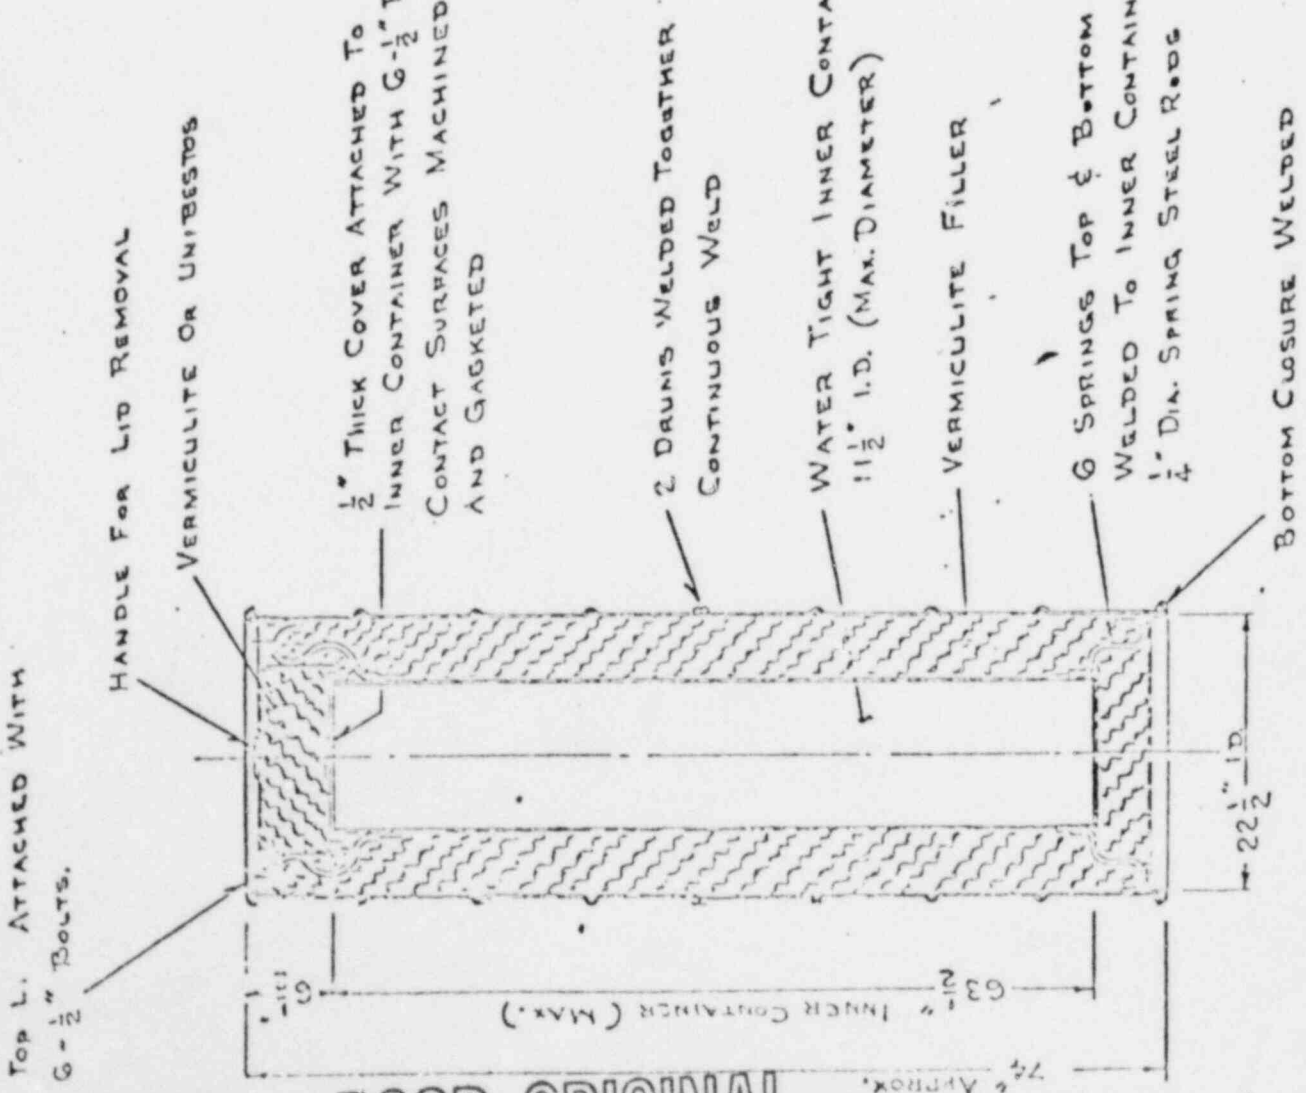 Top L. Attached With
6 - 1/2" Bolts.
Handle For Lid Removal
Vermiculite Or Unibestos
1/2" Thick Cover Attached To
Inner Container With 6-1/2"
Contact Surfaces Machined
And Gasketed
2 Drums Welded Together
Continuous Weld
Water Tight Inner Conta
11 1/2" I.D. (Max. Diameter)
Vermiculite Filler
6 Springs Top & Bottom
Welded To Inner Contain
1/4" Dia. Spring Steel Rods
Bottom Closure Welded
22 1/2" ID
63 1/2" Inner Container (Max.)
74" Approx.
ORIGINAL